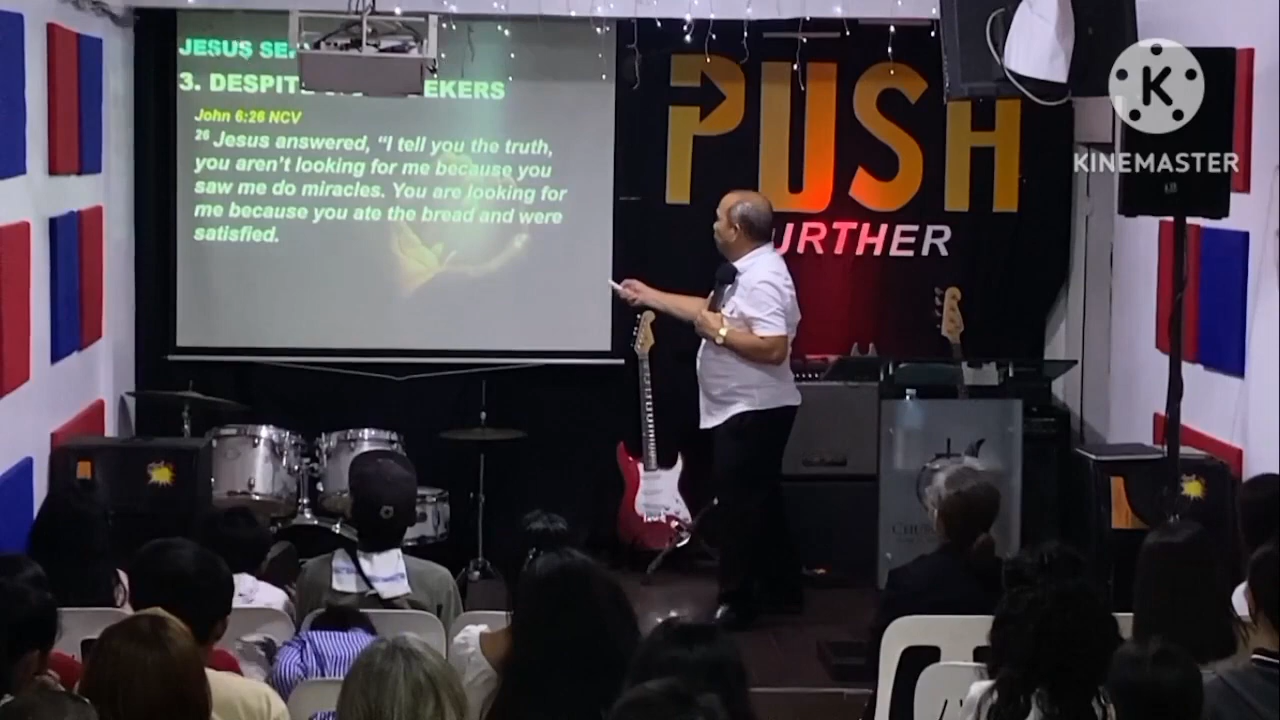 JESUS
3. DESPIT EKERS
John 6:26 NCV
26 Jesus answered, “I tell you the truth,
you aren’t looking for me because you
saw me do miracles. You are looking for
me because you ate the bread and were
satisfied.
PUSH
URTHER
K
KINEMASTER